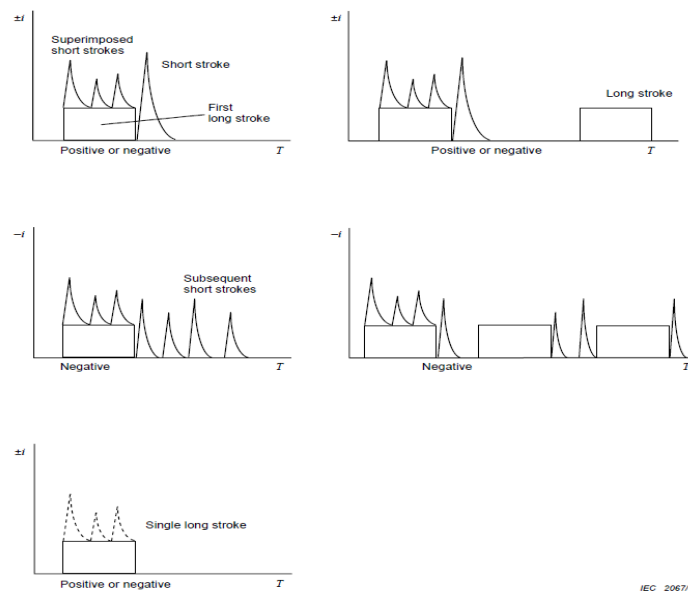 ±i
Superimposed
short strokes
Short stroke
First
long stroke
Positive or negative T
±i
Long stroke
Positive or negative T
–i
Subsequent
short strokes
Negative T
–i
Negative T
±i
Single long stroke
Positive or negative T
IEC 2067/